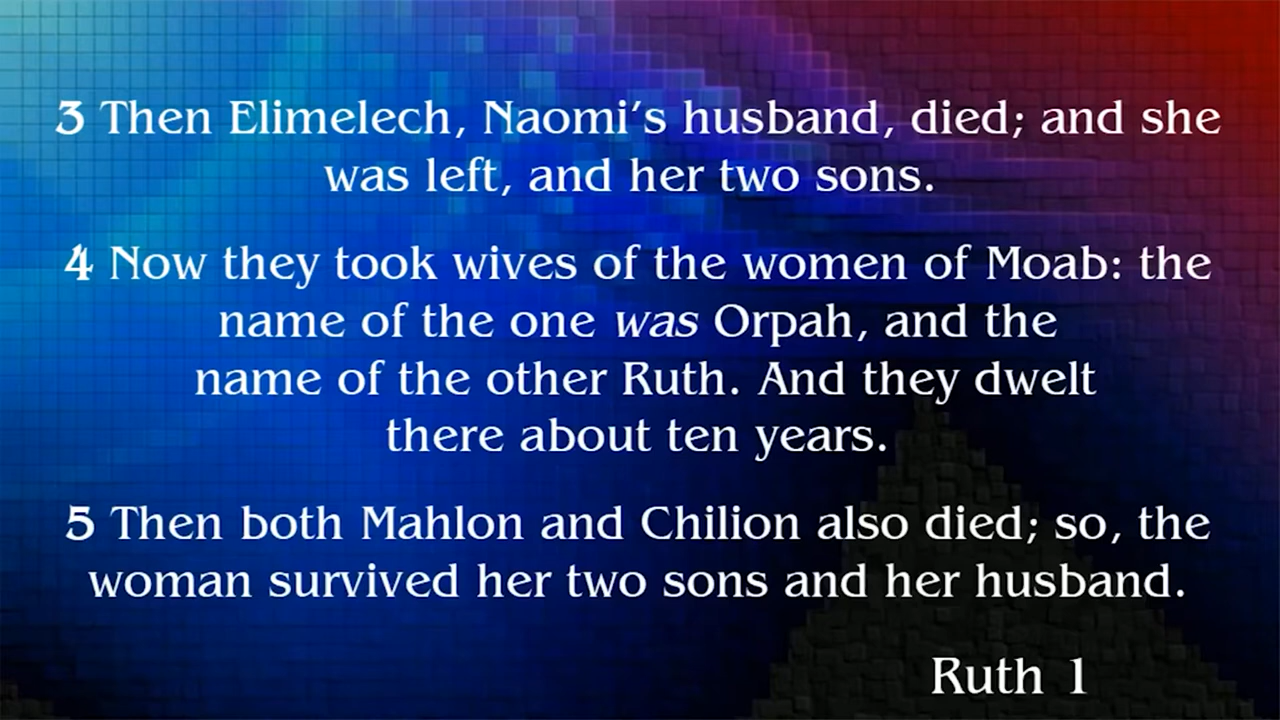 3 Then Elimelech, Naomi’s husband, died; and she
was left, and her two sons.
4 Now they took wives of the women of Moab: the
name of the one was Orpah, and the
name of the other Ruth. And they dwelt
there about ten years.
5 Then both Mahlon and Chilion also died; so, the
woman survived her two sons and her husband.
Ruth 1